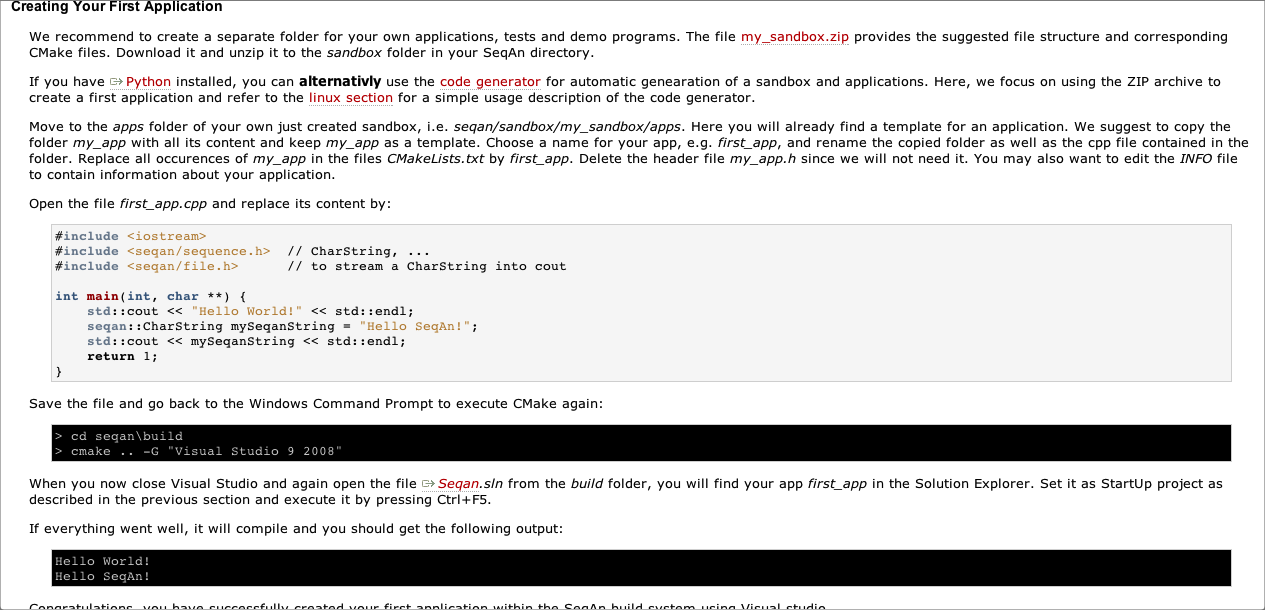 Creating Your First Application
We recommend to create a separate folder for your own applications, tests and demo programs. The file my_sandbox.zip provides the suggested file structure and corresponding
CMake files. Download it and unzip it to the sandbox folder in your SeqAn directory.
If you have Python installed, you can alternativly use the code generator for automatic genearation of a sandbox and applications. Here, we focus on using the ZIP archive to
create a first application and refer to the linux section for a simple usage description of the code generator.
Move to the apps folder of your own just created sandbox, i.e. seqan/sandbox/my_sandbox/apps. Here you will already find a template for an application. We suggest to copy the
folder my_app with all its content and keep my_app as a template. Choose a name for your app, e.g. first_app, and rename the copied folder as well as the cpp file contained in the
folder. Replace all occurences of my_app in the files CMakeLists.txt by first_app. Delete the header file my_app.h since we will not need it. You may also want to edit the INFO file
to contain information about your application.
Open the file first_app.cpp and replace its content by:
#include <iostream>
#include <seqan/sequence.h>  // CharString, ...
#include <seqan/file.h>      // to stream a CharString into cout
int main(int, char **) {
    std::cout << "Hello World!" << std::endl;
    seqan::CharString mySeqanString = "Hello SeqAn!";
    std::cout << mySeqanString << std::endl;
    return 1;
}
Save the file and go back to the Windows Command Prompt to execute CMake again:
> cd seqan\build
> cmake .. -G "Visual Studio 9 2008"
When you now close Visual Studio and again open the file Seqan.sln from the build folder, you will find your app first_app in the Solution Explorer. Set it as StartUp project as
described in the previous section and execute it by pressing Ctrl+F5.
If everything went well, it will compile and you should get the following output:
Hello World!
Hello SeqAn!
Congratulations, you have successfully created your first application within the SeqAn build system using Visual studio.